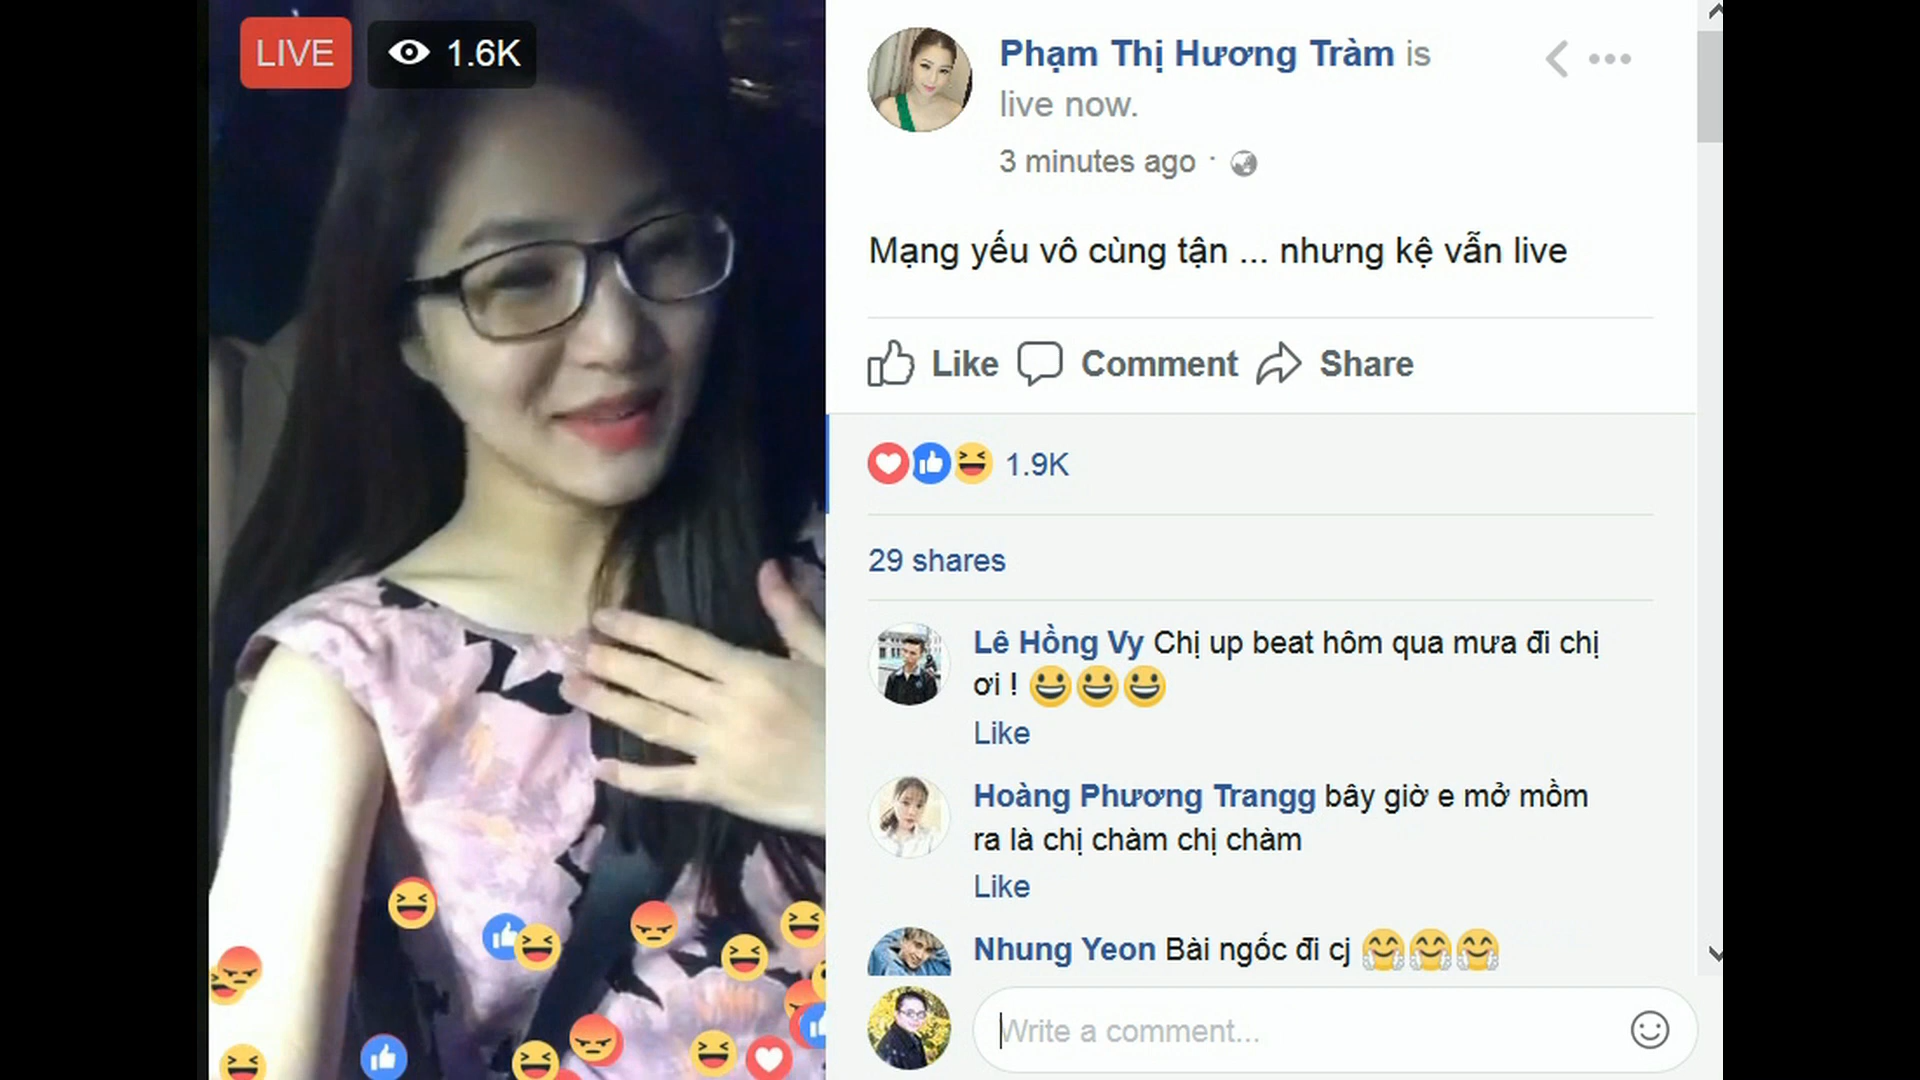 LIVE
1.6K
Phạm Thị Hương Tràm is
live now.
3 minutes ago ·
Mạng yếu vô cùng tận ... nhưng kệ vẫn live
Like Comment Share
1.9K
29 shares
Lê Hồng Vy Chị up beat hôm qua mưa đi chị
ơi ! 😀😀😀
Like
Hoàng Phương Trangg bây giờ e mở mồm
ra là chị chàm chị chàm
Like
Nhung Yeon Bài ngốc đi cj 🤗🤗🤗
Write a comment...